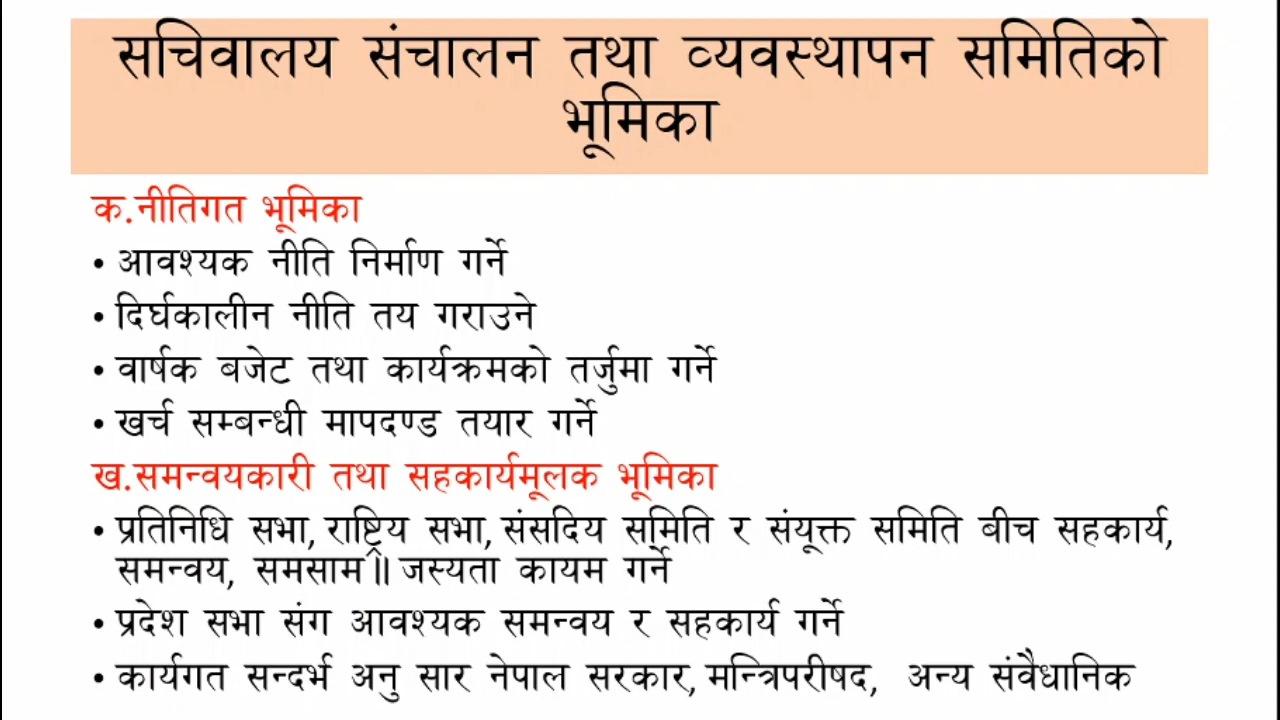 सचिवालय संचालन तथा व्यवस्थापन समितिको
भूमिका
क.नीतिगत भूमिका
• आवश्यक नीति निर्माण गर्ने
• दिर्घकालीन नीति तय गराउने
• वार्षक बजेट तथा कार्यक्रमको तर्जुमा गर्ने
• खर्च सम्बन्धी मापदण्ड तयार गर्ने
ख.समन्वयकारी तथा सहकार्यमूलक भूमिका
• प्रतिनिधि सभा, राष्ट्रिय सभा, संसदिय समिति र संयूक्त समिति बीच सहकार्य,
समन्वय, समसाम॥ जस्यता कायम गर्ने
• प्रदेश सभा संग आवश्यक समन्वय र सहकार्य गर्ने
• कार्यगत सन्दर्भ अनु सार नेपाल सरकार, मन्त्रिपरीषद, अन्य संवैधानिक